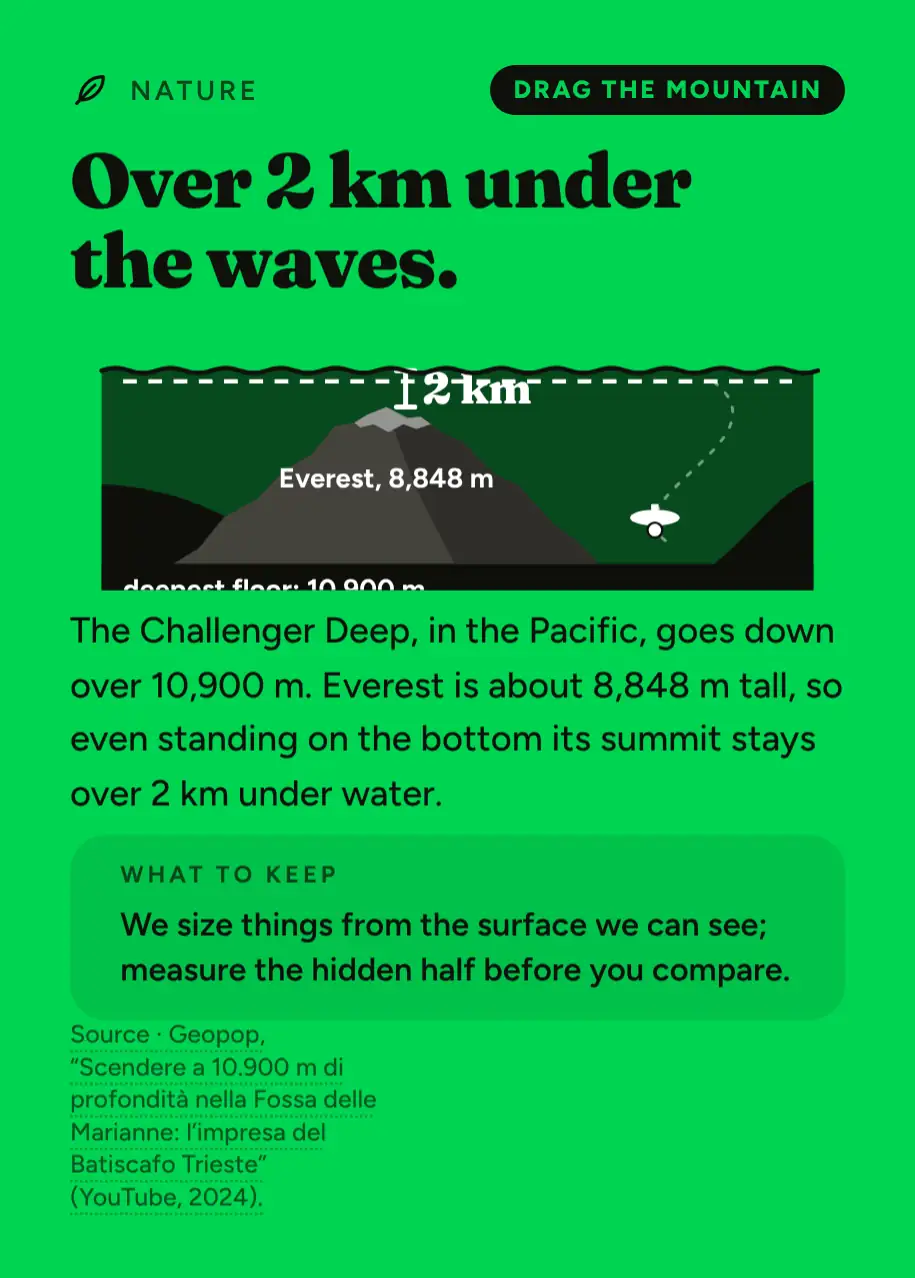 NATURE
DRAG THE MOUNTAIN
Over 2 km under
the waves.
2 km
Everest, 8,848 m
deepest floor: 10,900 m
The Challenger Deep, in the Pacific, goes down
over 10,900 m. Everest is about 8,848 m tall, so
even standing on the bottom its summit stays
over 2 km under water.
WHAT TO KEEP
We size things from the surface we can see;
measure the hidden half before you compare.
Source · Geopop,
“Scendere a 10.900 m di
profondità nella Fossa delle
Marianne: l’impresa del
Batiscafo Trieste”
(YouTube, 2024).